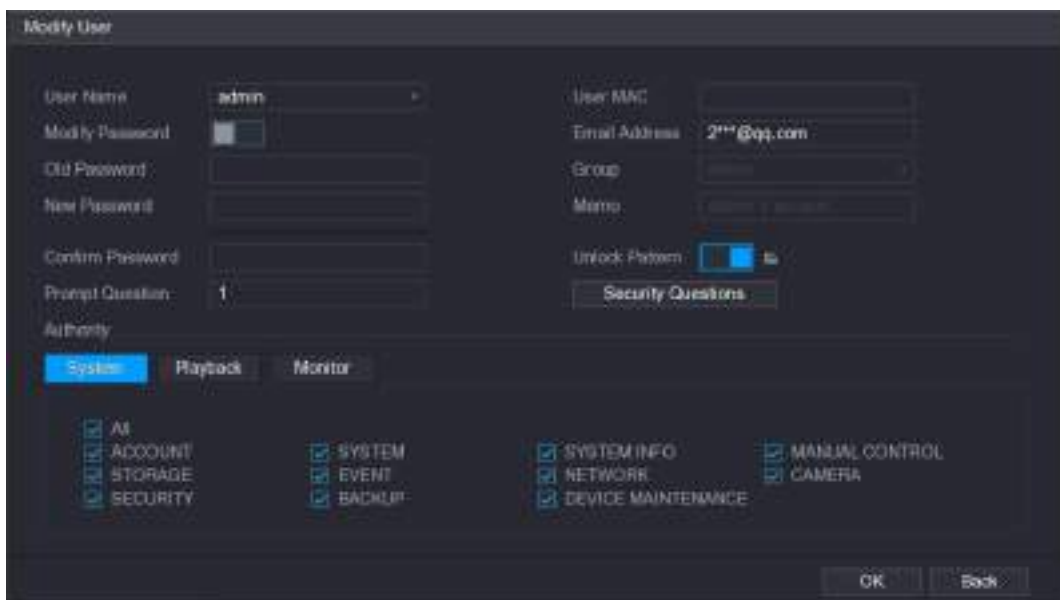 Modify User
User Name admin User MAC
Modify Password Email Address 2***@qq.com
Old Password Group
New Password Memo
Confirm Password Unlock Pattern
Prompt Question 1 Security Questions
Authority
System Playback Monitor
All
ACCOUNT SYSTEM SYSTEM INFO MANUAL CONTROL
STORAGE EVENT NETWORK CAMERA
SECURITY BACKUP DEVICE MAINTENANCE
OK Back